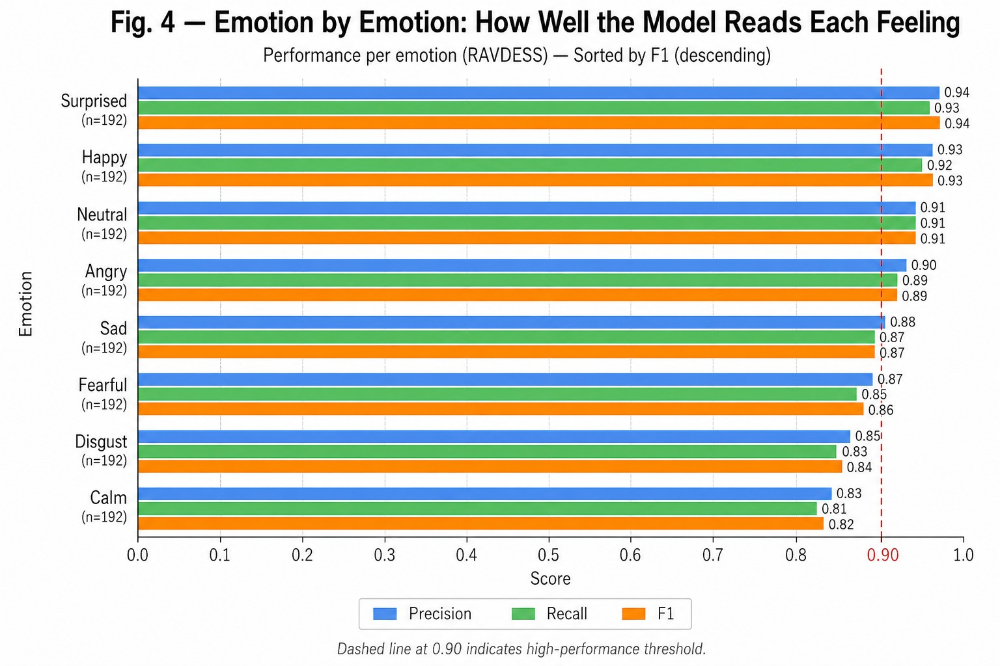 Fig. 4 — Emotion by Emotion: How Well the Model Reads Each Feeling
Performance per emotion (RAVDESS) — Sorted by F1 (descending)
Emotion
Surprised
(n=192)
0.94
0.93
0.94
Happy
(n=192)
0.93
0.92
0.93
Neutral
(n=192)
0.91
0.91
0.91
Angry
(n=192)
0.90
0.89
0.89
Sad
(n=192)
0.88
0.87
0.87
Fearful
(n=192)
0.87
0.85
0.86
Disgust
(n=192)
0.85
0.83
0.84
Calm
(n=192)
0.83
0.81
0.82
0.0 0.1 0.2 0.3 0.4 0.5 0.6 0.7 0.8 0.90 1.0
Score
Precision Recall F1
Dashed line at 0.90 indicates high-performance threshold.